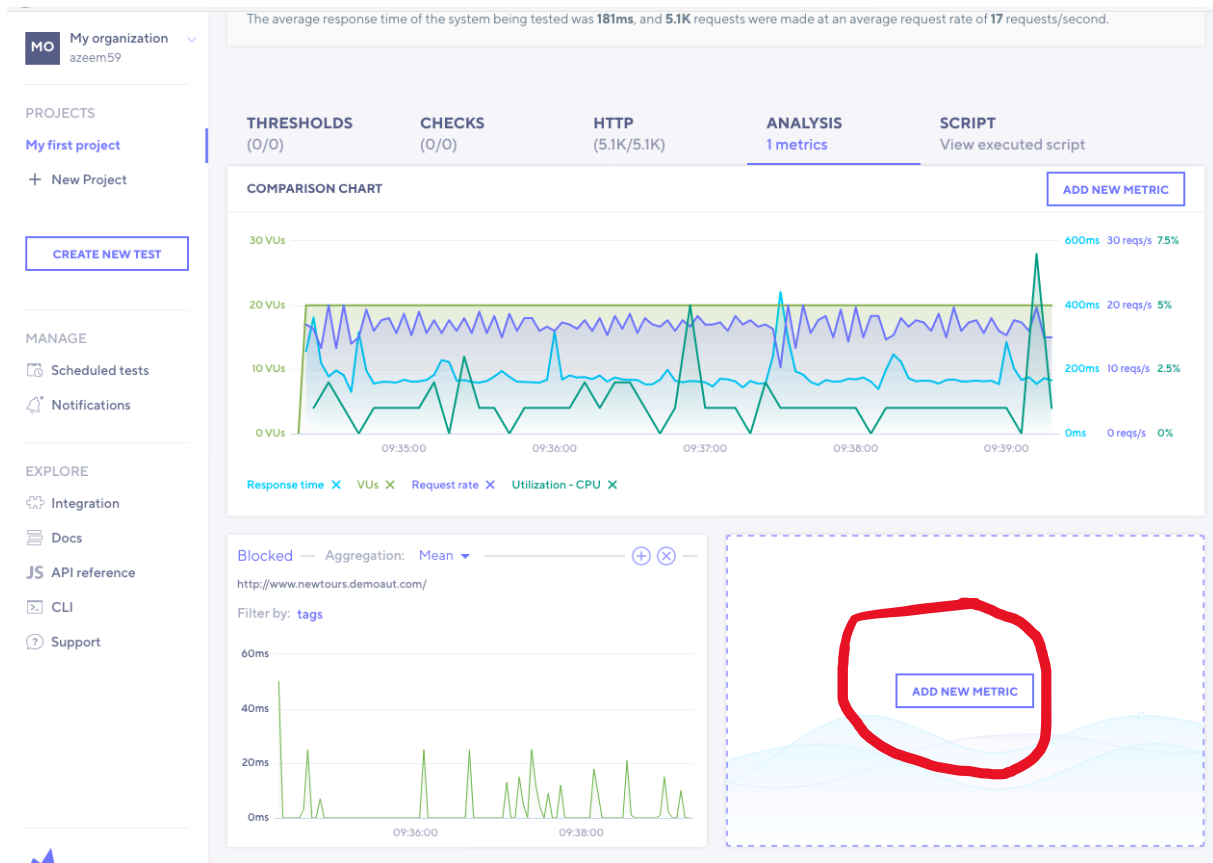 The average response time of the system being tested was 181ms, and 5.1K requests were made at an average request rate of 17 requests/second.
MO
My organization
azeem59
PROJECTS
My first project
+ New Project
CREATE NEW TEST
MANAGE
Scheduled tests
Notifications
EXPLORE
Integration
Docs
JS API reference
CLI
Support
THRESHOLDS CHECKS HTTP ANALYSIS SCRIPT
(0/0) (0/0) (5.1K/5.1K) 1 metrics View executed script
COMPARISON CHART ADD NEW METRIC
30 VUs 600ms 30 reqs/s 7.5%
20 VUs 400ms 20 reqs/s 5%
10 VUs 200ms 10 reqs/s 2.5%
0 VUs 0ms 0 reqs/s 0%
09:35:00 09:36:00 09:37:00 09:38:00 09:39:00
Response time VUs Request rate Utilization - CPU
Blocked Aggregation: Mean
http://www.newtours.demoaut.com/
Filter by: tags
60ms
40ms
20ms
0ms
09:36:00 09:38:00
ADD NEW METRIC